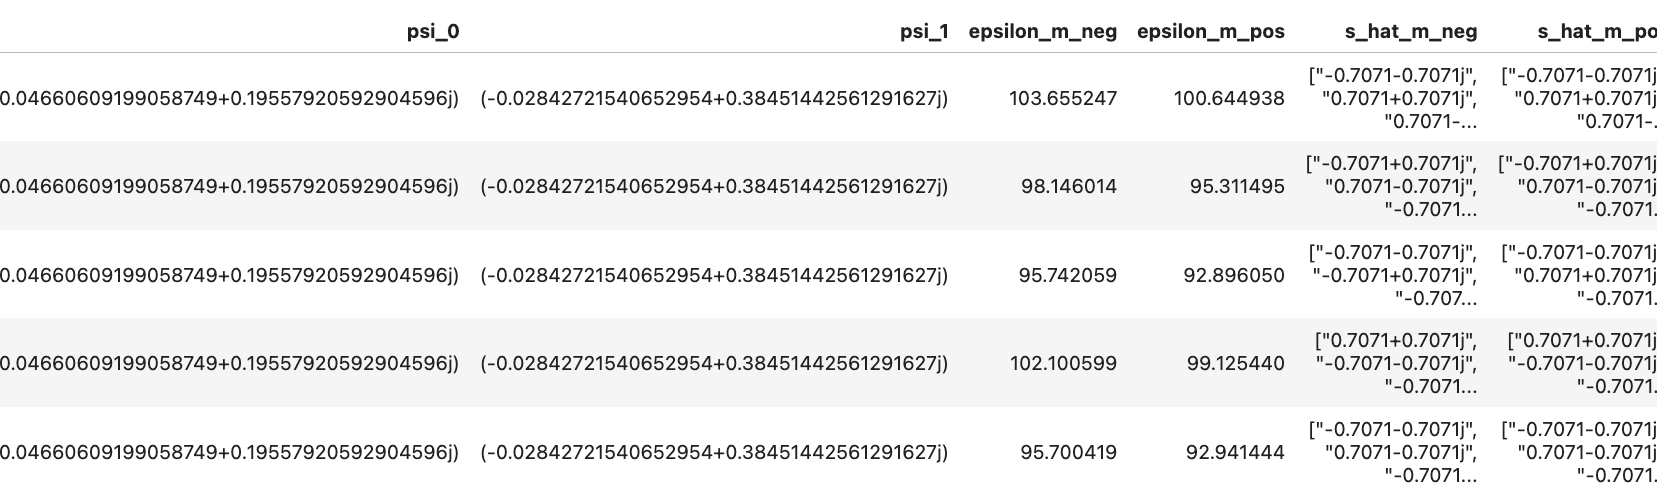 psi_0 psi_1 epsilon_m_neg epsilon_m_pos s_hat_m_neg s_hat_m_po
["-0.7071-0.7071j", ["-0.7071-0.7071j
0.04660609199058749+0.19557920592904596j) (-0.02842721540652954+0.38451442561291627j) 103.655247 100.644938 "0.7071+0.7071j", "0.7071+0.7071j
"0.7071-... "0.7071-.
["-0.7071+0.7071j", ["-0.7071+0.7071j
0.04660609199058749+0.19557920592904596j) (-0.02842721540652954+0.38451442561291627j) 98.146014 95.311495 "0.7071-0.7071j", "0.7071-0.7071j
"-0.7071... "-0.7071.
["-0.7071-0.7071j", ["-0.7071-0.7071j
0.04660609199058749+0.19557920592904596j) (-0.02842721540652954+0.38451442561291627j) 95.742059 92.896050 "-0.7071+0.7071j", "0.7071+0.7071j
"-0.707... "-0.7071.
["0.7071+0.7071j", ["0.7071+0.7071j
0.04660609199058749+0.19557920592904596j) (-0.02842721540652954+0.38451442561291627j) 102.100599 99.125440 "-0.7071-0.7071j", "-0.7071-0.7071j
"-0.7071... "-0.7071.
["-0.7071-0.7071j", ["-0.7071-0.7071j
0.04660609199058749+0.19557920592904596j) (-0.02842721540652954+0.38451442561291627j) 95.700419 92.941444 "0.7071-0.7071j", "0.7071-0.7071j
"-0.7071... "-0.7071.